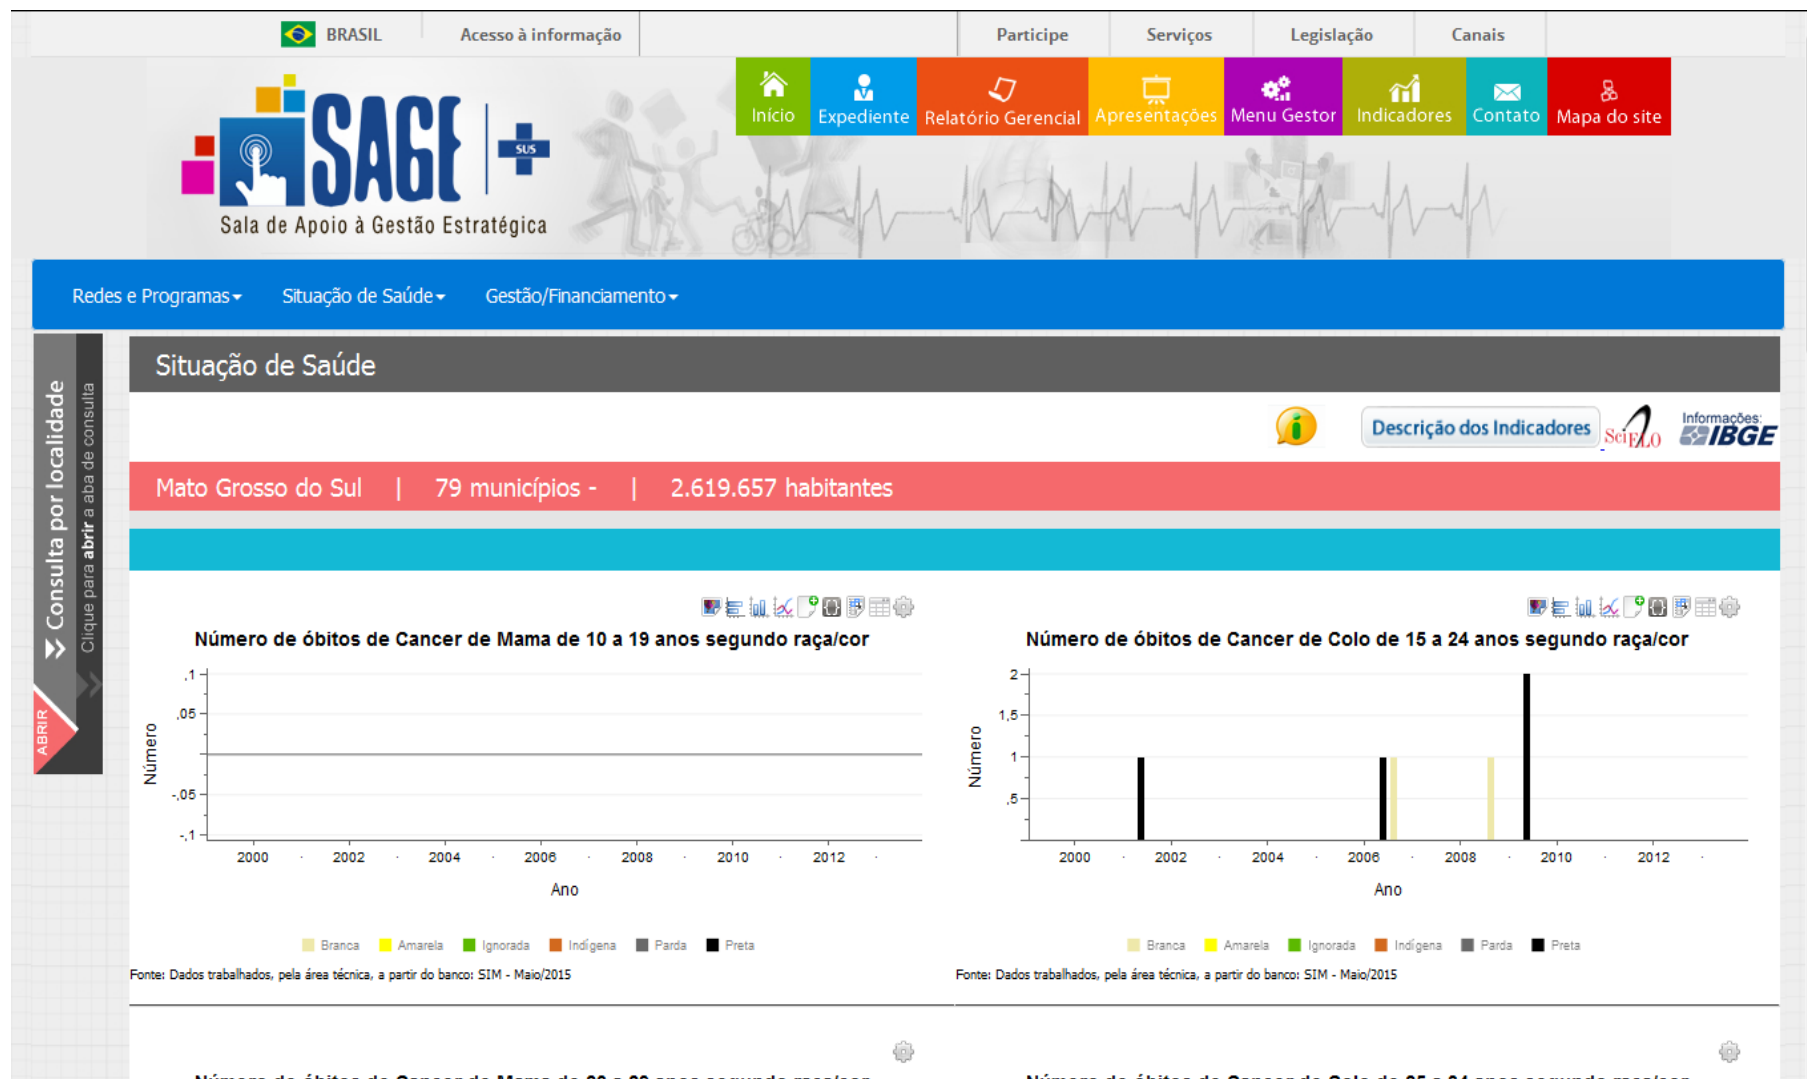 BRASIL Acesso à informação Participe Serviços Legislação Canais
Início Expediente Relatório Gerencial Apresentações Menu Gestor Indicadores Contato Mapa do site
SAGE SUS
Sala de Apoio à Gestão Estratégica
Redes e Programas Situação de Saúde Gestão/Financiamento
Consulta por localidade
Clique para abrir a aba de consulta
ABRIR
Situação de Saúde
Descrição dos Indicadores SciELO Informações: IBGE
Mato Grosso do Sul | 79 municípios - | 2.619.657 habitantes
Número de óbitos de Cancer de Mama de 10 a 19 anos segundo raça/cor
,1
,05
-,05
-,1
Número
2000 2002 2004 2006 2008 2010 2012
Ano
Branca Amarela Ignorada Indígena Parda Preta
Fonte: Dados trabalhados, pela área técnica, a partir do banco: SIM - Maio/2015
Número de óbitos de Cancer de Colo de 15 a 24 anos segundo raça/cor
2
1,5
1
,5
Número
2000 2002 2004 2006 2008 2010 2012
Ano
Branca Amarela Ignorada Indígena Parda Preta
Fonte: Dados trabalhados, pela área técnica, a partir do banco: SIM - Maio/2015